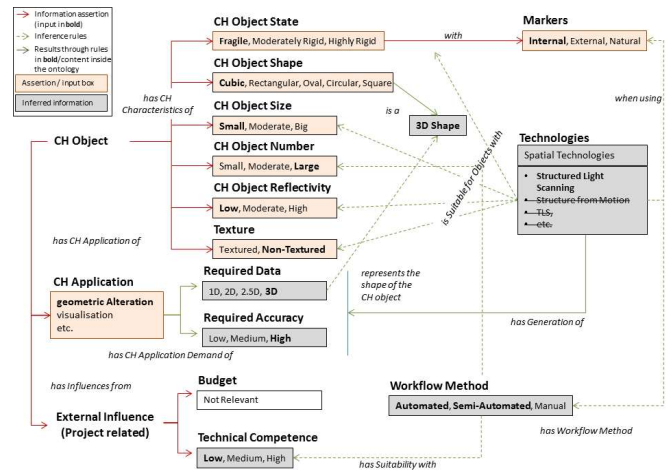 Information assertion
(input in bold)
Inference rules
Results through rules
in bold/content inside
the ontology
Assertion / input box
Inferred information
CH Object State
Fragile, Moderately Rigid, Highly Rigid
with
Markers
Internal, External, Natural
CH Object Shape
Cubic, Rectangular, Oval, Circular, Square
has CH
Characteristics of
is a
when using
CH Object Size
Small, Moderate, Big
3D Shape
CH Object
CH Object Number
Small, Moderate, Large
Technologies
Spatial Technologies
• Structured Light
Scanning
• Structure from Motion
• TLS,
• etc.
is Suitable for Objects with
CH Object Reflectivity
Low, Moderate, High
Texture
Textured, Non-Textured
has CH Application of
CH Application
geometric Alteration
visualisation
etc.
Required Data
1D, 2D, 2.5D, 3D
represents the
shape of the
CH object
Required Accuracy
Low, Medium, High
has Generation of
has CH Application Demand of
has Influences from
Budget
Not Relevant
Workflow Method
Automated, Semi-Automated, Manual
External Influence
(Project related)
has Workflow Method
Technical Competence
Low, Medium, High
has Suitability with